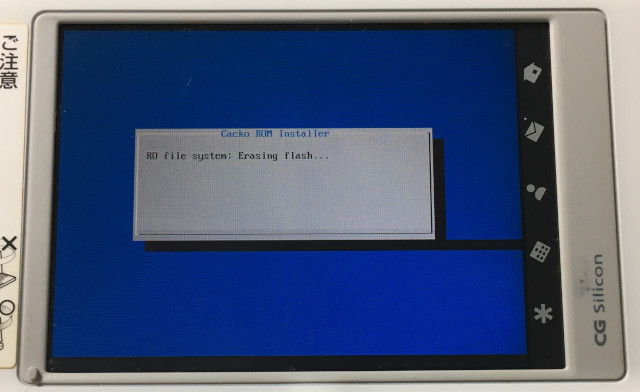 ご注意
Cacko ROM Installer
RO file system: Erasing flash...
CG Silicon